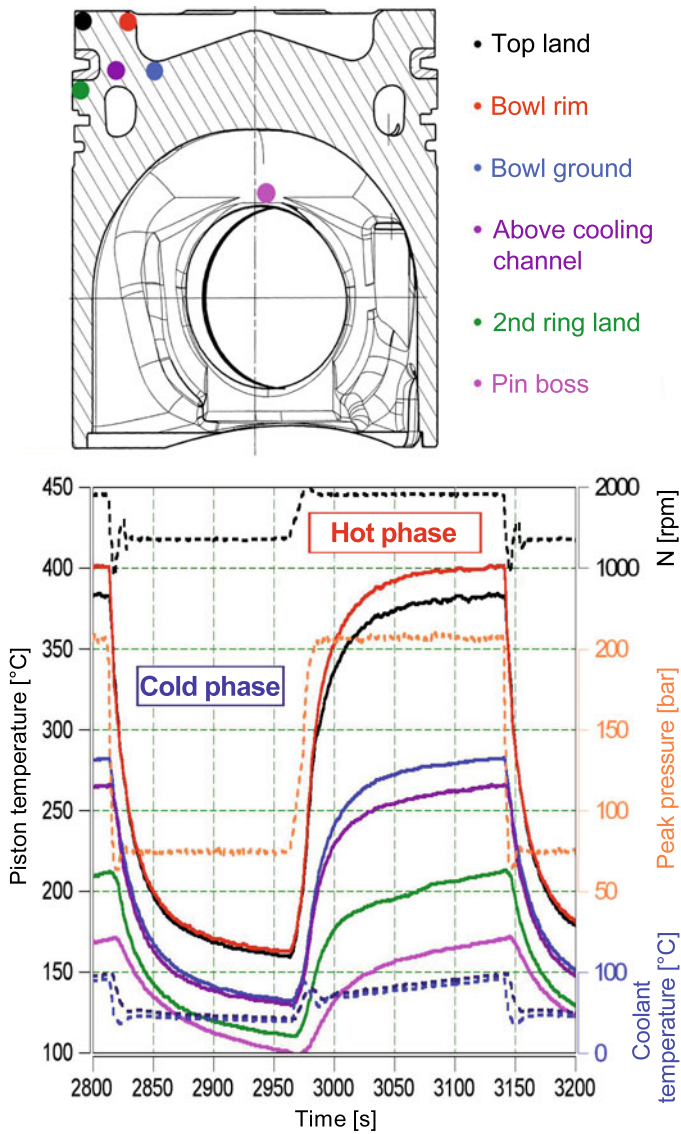 Top land
Bowl rim
Bowl ground
Above cooling
channel
2nd ring land
Pin boss
450
400
350
300
250
200
150
100
Piston temperature [°C]
Hot phase
Cold phase
2000
1000
N [rpm]
200
150
100
50
Peak pressure [bar]
100
0
Coolant
temperature [°C]
2800 2850 2900 2950 3000 3050 3100 3150 3200
Time [s]